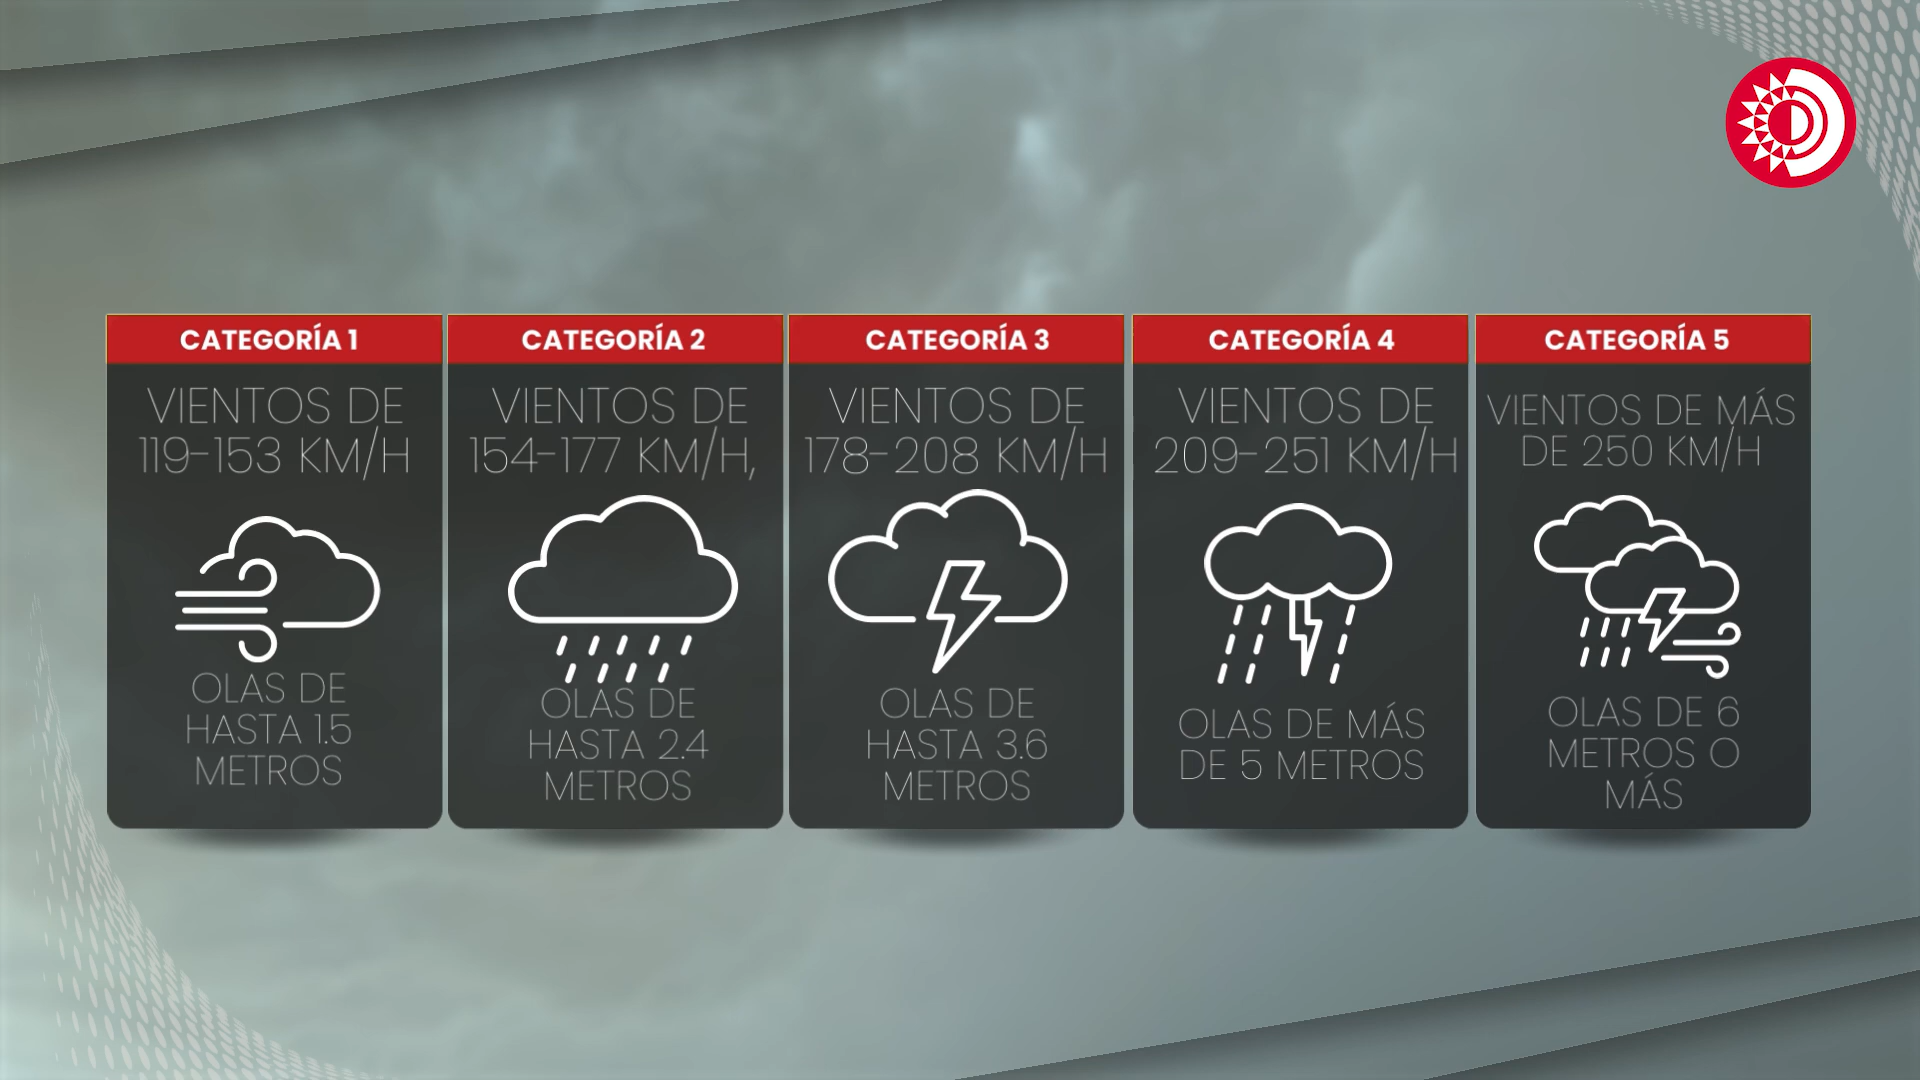 CATEGORÍA 1
VIENTOS DE
119-153 KM/H
OLAS DE
HASTA 1.5
METROS
CATEGORÍA 2
VIENTOS DE
154-177 KM/H,
OLAS DE
HASTA 2.4
METROS
CATEGORÍA 3
VIENTOS DE
178-208 KM/H
OLAS DE
HASTA 3.6
METROS
CATEGORÍA 4
VIENTOS DE
209-251 KM/H
OLAS DE MÁS
DE 5 METROS
CATEGORÍA 5
VIENTOS DE MÁS
DE 250 KM/H
OLAS DE 6
METROS O
MÁS